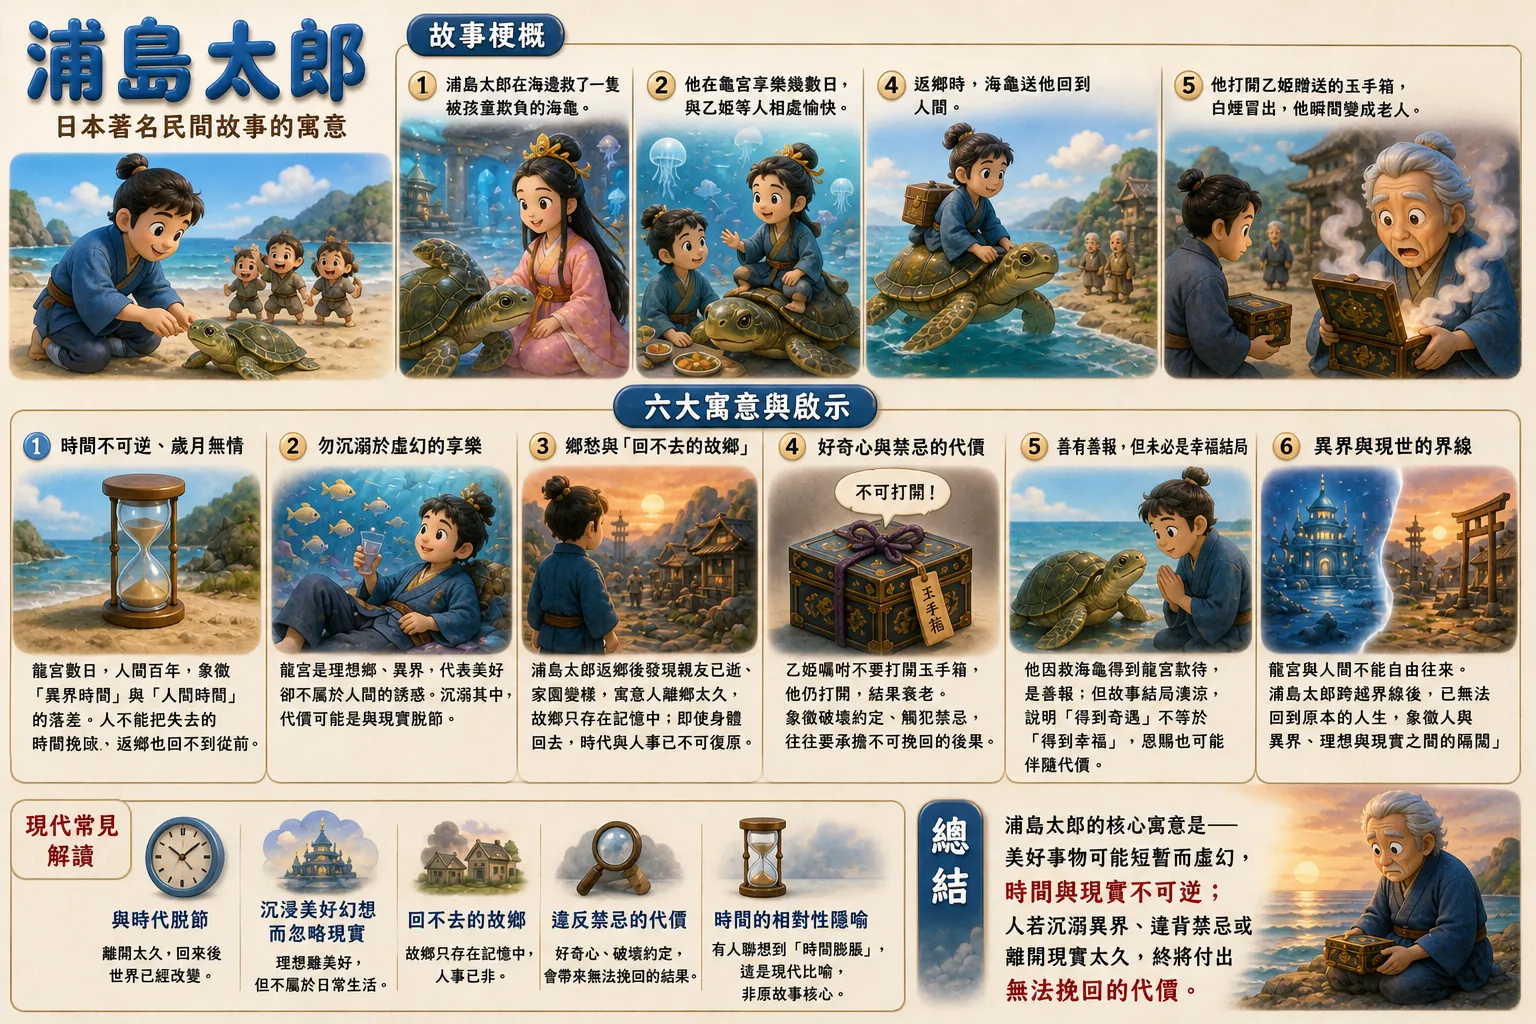 浦島太郎
日本著名民間故事的寓意
故事梗概
1 浦島太郎在海邊救了一隻
被孩童欺負的海龜。
2 他在龜宮享樂幾數日，
與乙姬等人相處愉快。
4 返鄉時，海龜送他回到
人間。
5 他打開乙姬贈送的玉手箱，
白煙冒出，他瞬間變成老人。
六大寓意與啟示
1 時間不可逆、歲月無情
龍宮數日，人間百年，象徵
「異界時間」與「人間時間」
的落差。人不能把失去的
時間挽，返鄉也回不到從前。
2 勿沉溺於虛幻的享樂
龍宮是理想鄉、異界，代表美好
卻不屬於人間的誘惑。沉溺其中，
代價可能是與現實脫節。
3 鄉愁與「回不去的故鄉」
浦島太郎返鄉後發現親友已逝、
家園變樣，寓意人離鄉太久，
故鄉只存在記憶中；即使身體
回去，時代與人事已不可復原。
4 好奇心與禁忌的代價
不可打開！
玉手箱
乙姬囑咐不要打開玉手箱，
他仍打開，結果衰老。
象徵破壞約定、觸犯禁忌，
往往要承擔不可挽回的後果。
5 善有善報，但未必是幸福結局
他因救海龜得到龍宮款待，
是善報；但故事結局淒涼，
說明「得到奇遇」不等於
「得到幸福」，恩賜也可能
伴隨代價。
6 異界與現世的界線
龍宮與人間不能自由往來。
浦島太郎跨越界線後，已無法
回到原本的人生，象徵人與
異界、理想與現實之間的隔閡」
現代常見
解讀
與時代脫節
離開太久，回來後
世界已經改變。
沉浸美好幻想
而忽略現實
理想雖美好，
但不屬於日常生活。
回不去的故鄉
故鄉只存在記憶中，
人事已非。
違反禁忌的代價
好奇心、破壞約定，
會帶來無法挽回的結果。
時間的相對性隱喻
有人聯想到「時間膨脹」，
這是現代比喻，
非原故事核心。
總結
浦島太郎的核心寓意是——
美好事物可能短暫而虛幻，
時間與現實不可逆；
人若沉溺異界、違背禁忌或
離開現實太久，終將付出
無法挽回的代價。